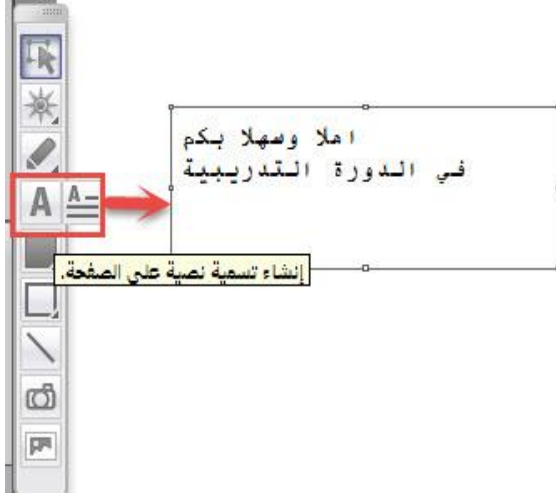 اهلا وسهلا بكم
في الدورة التدريبية
A A
إنشاء تسمية نصية على الصفحة.